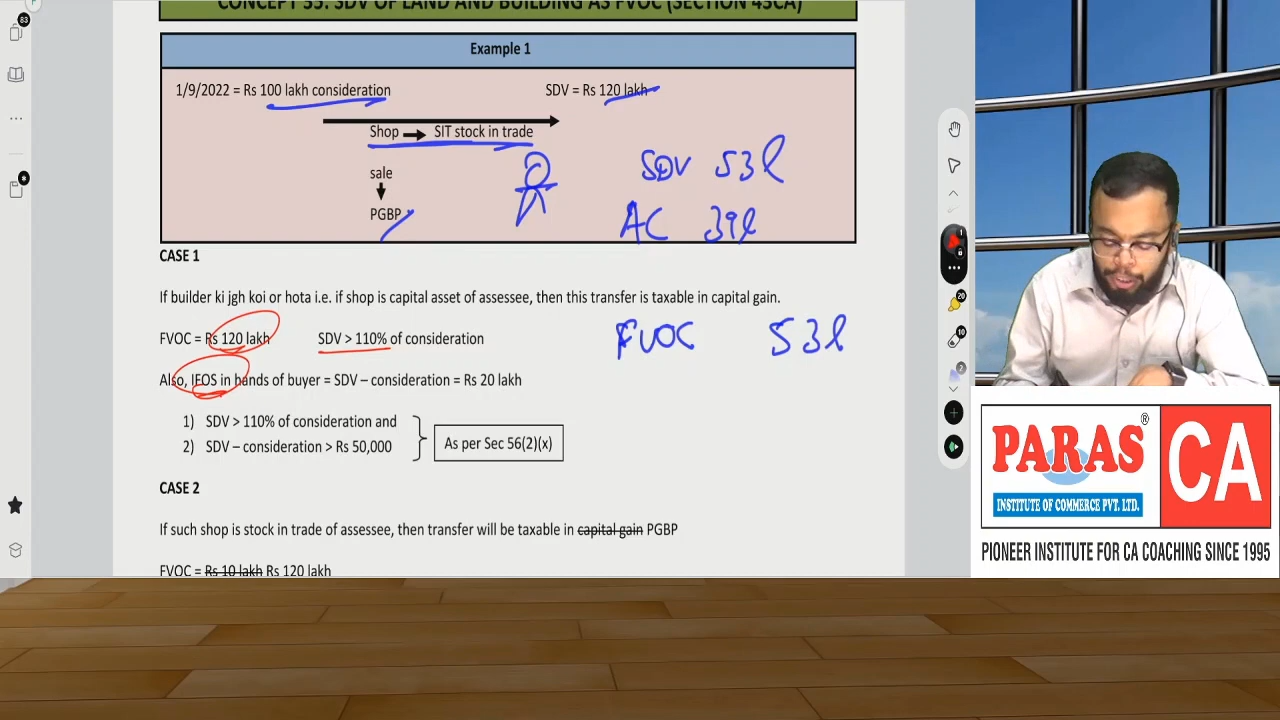 CONCEPT 35: SDV OF LAND AND BUILDING AS FVOC (SECTION 43CA)
Example 1
1/9/2022 = Rs 100 lakh consideration SDV = Rs 120 lakh
Shop SIT stock in trade
sale
PGBP
SDV 53l
AC 39l
CASE 1
If builder ki jgh koi or hota i.e. if shop is capital asset of assessee, then this transfer is taxable in capital gain.
FVOC = Rs 120 lakh SDV > 110% of consideration
FVOC 53l
Also, IFOS in hands of buyer = SDV – consideration = Rs 20 lakh
1) SDV > 110% of consideration and
2) SDV – consideration > Rs 50,000
As per Sec 56(2)(x)
CASE 2
If such shop is stock in trade of assessee, then transfer will be taxable in capital gain PGBP
FVOC = Rs 10 lakh Rs 120 lakh
83
1
20
10
2
PARAS®
INSTITUTE OF COMMERCE PVT. LTD.
CA
PIONEER INSTITUTE FOR CA COACHING SINCE 1995